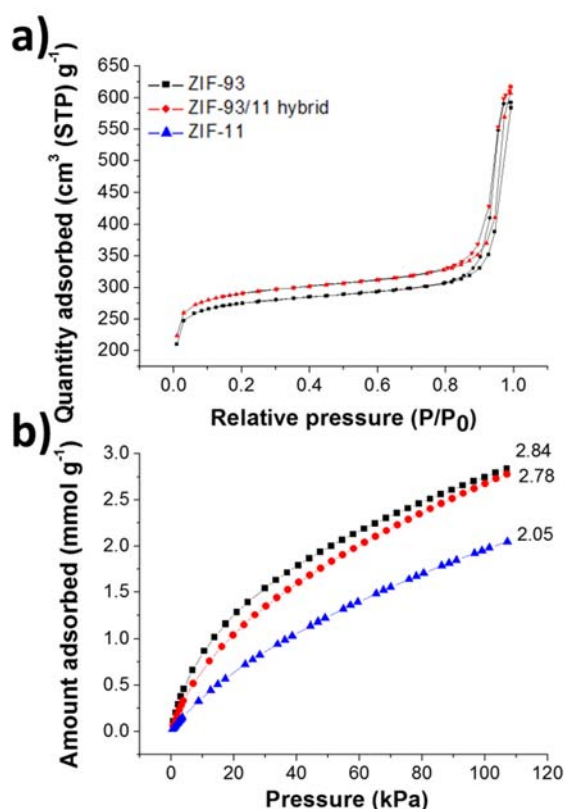 a)
Quantity adsorbed (cm³ (STP) g⁻¹)
650
600
550
500
450
400
350
300
250
200
ZIF-93
ZIF-93/11 hybrid
ZIF-11
0.0 0.2 0.4 0.6 0.8 1.0
Relative pressure (P/P₀)
b)
Amount adsorbed (mmol g⁻¹)
3.0
2.5
2.0
1.5
1.0
0.5
0.0
2.84
2.78
2.05
0 20 40 60 80 100 120
Pressure (kPa)